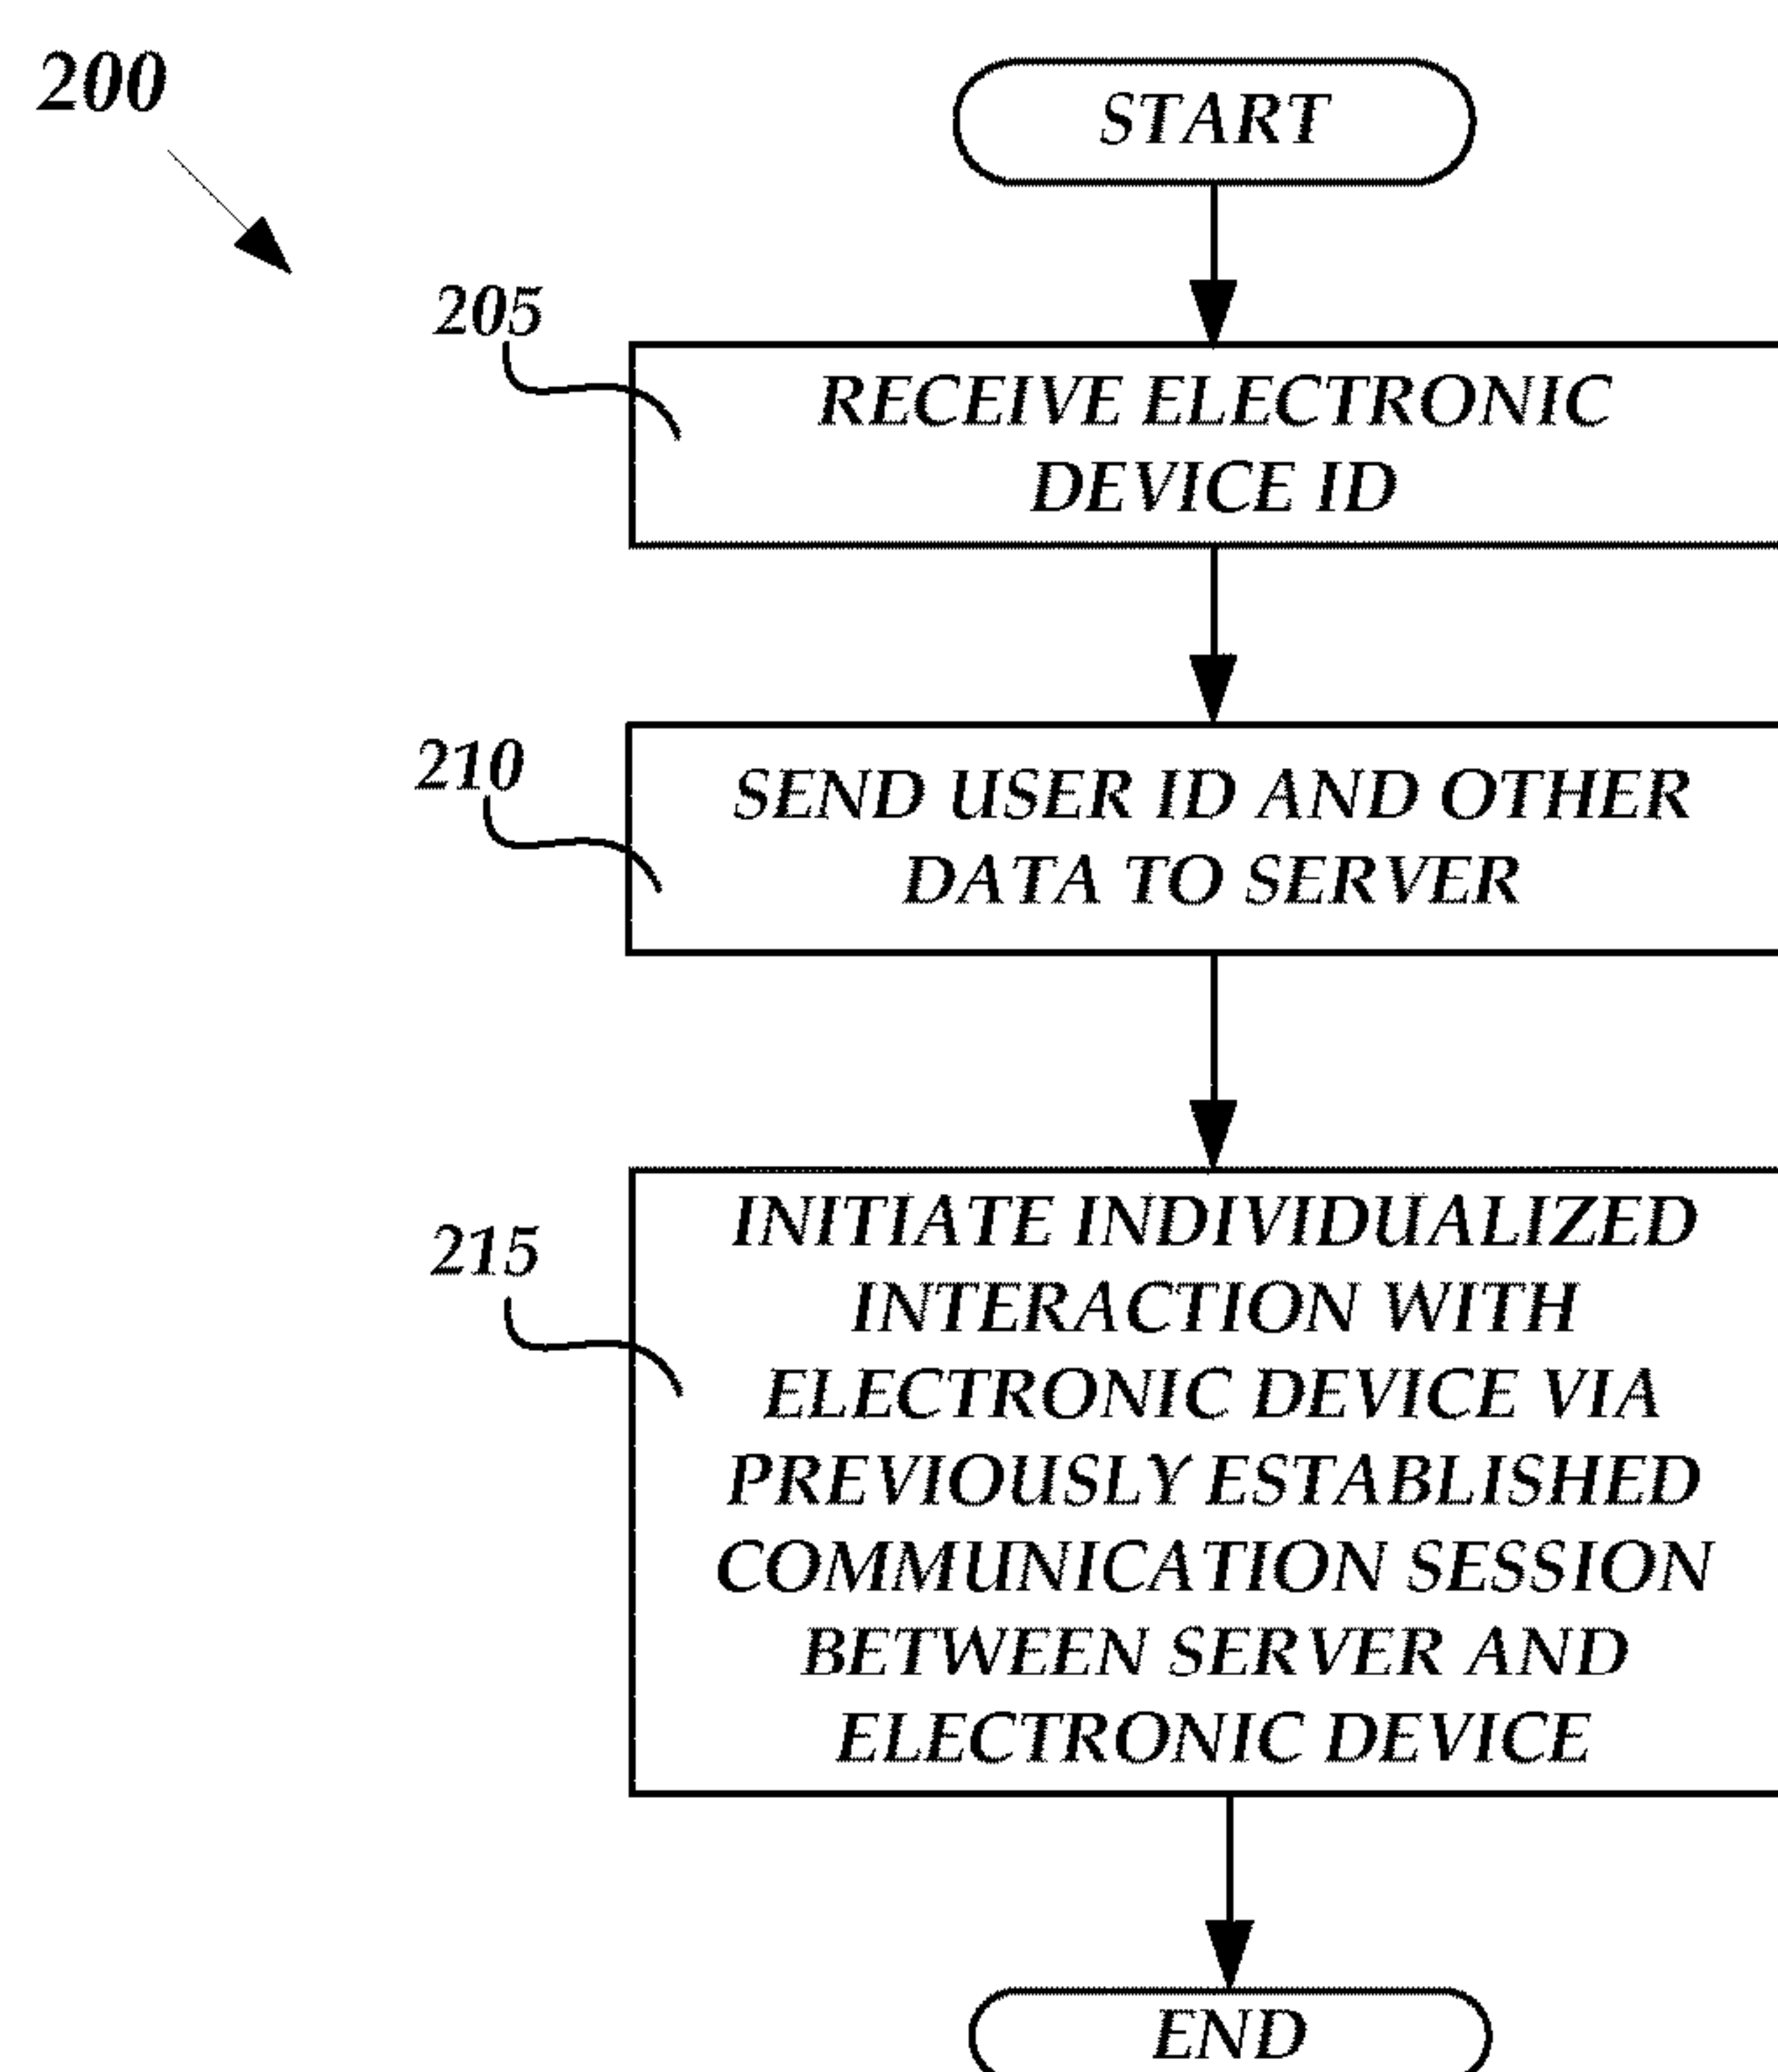 200
START
205
RECEIVE ELECTRONIC
DEVICE ID
210
SEND USER ID AND OTHER
DATA TO SERVER
215
INITIATE INDIVIDUALIZED
INTERACTION WITH
ELECTRONIC DEVICE VIA
PREVIOUSLY ESTABLISHED
COMMUNICATION SESSION
BETWEEN SERVER AND
ELECTRONIC DEVICE
END